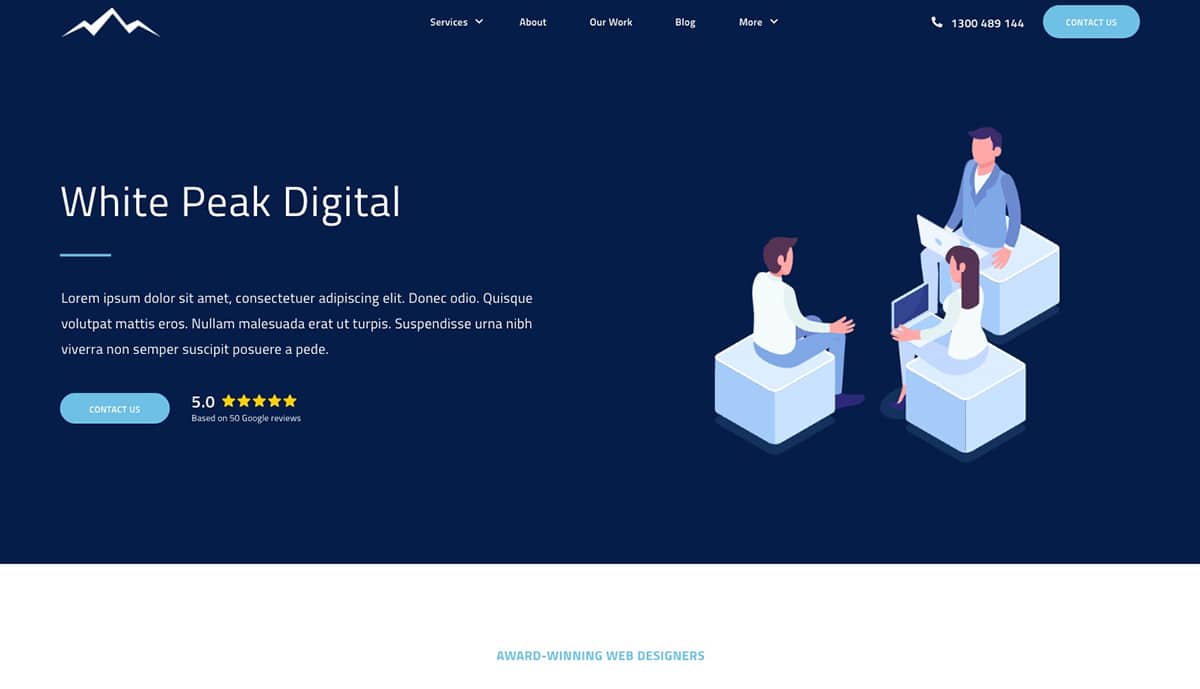 Services
About
Our Work
Blog
More
1300 489 144
CONTACT US
White Peak Digital
Lorem ipsum dolor sit amet, consectetuer adipiscing elit. Donec odio. Quisque
volutpat mattis eros. Nullam malesuada erat ut turpis. Suspendisse urna nibh
viverra non semper suscipit posuere a pede.
CONTACT US
5.0
Based on 50 Google reviews
AWARD-WINNING WEB DESIGNERS